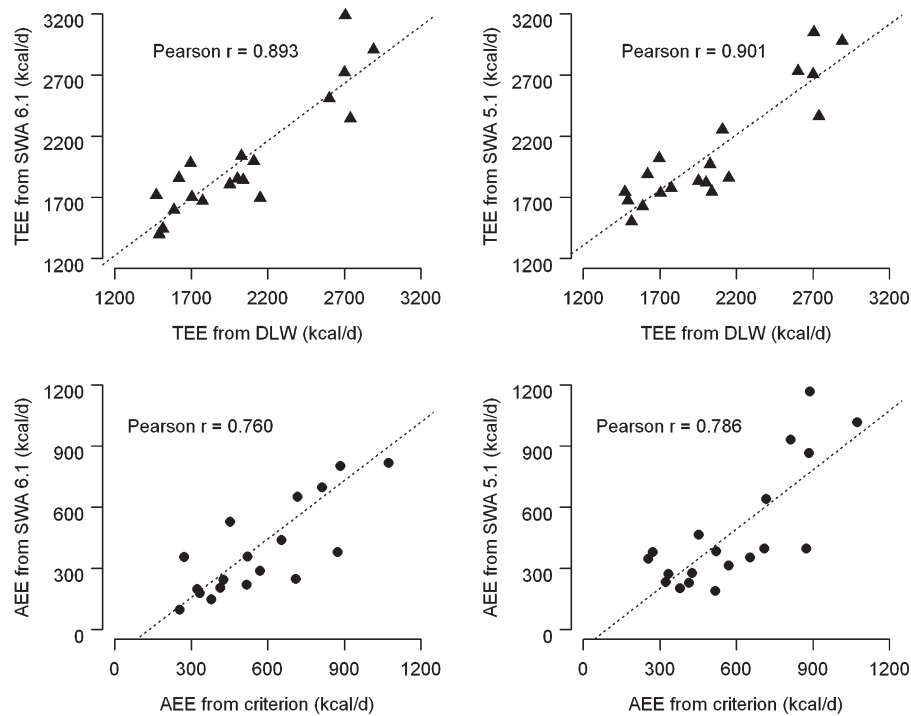 TEE from SWA 6.1 (kcal/d)
3200
2700
2200
1700
1200
Pearson r = 0.893
1200 1700 2200 2700 3200
TEE from DLW (kcal/d)
TEE from SWA 5.1 (kcal/d)
3200
2700
2200
1700
1200
Pearson r = 0.901
1200 1700 2200 2700 3200
TEE from DLW (kcal/d)
AEE from SWA 6.1 (kcal/d)
1200
900
600
300
0
Pearson r = 0.760
0 300 600 900 1200
AEE from criterion (kcal/d)
AEE from SWA 5.1 (kcal/d)
1200
900
600
300
0
Pearson r = 0.786
0 300 600 900 1200
AEE from criterion (kcal/d)